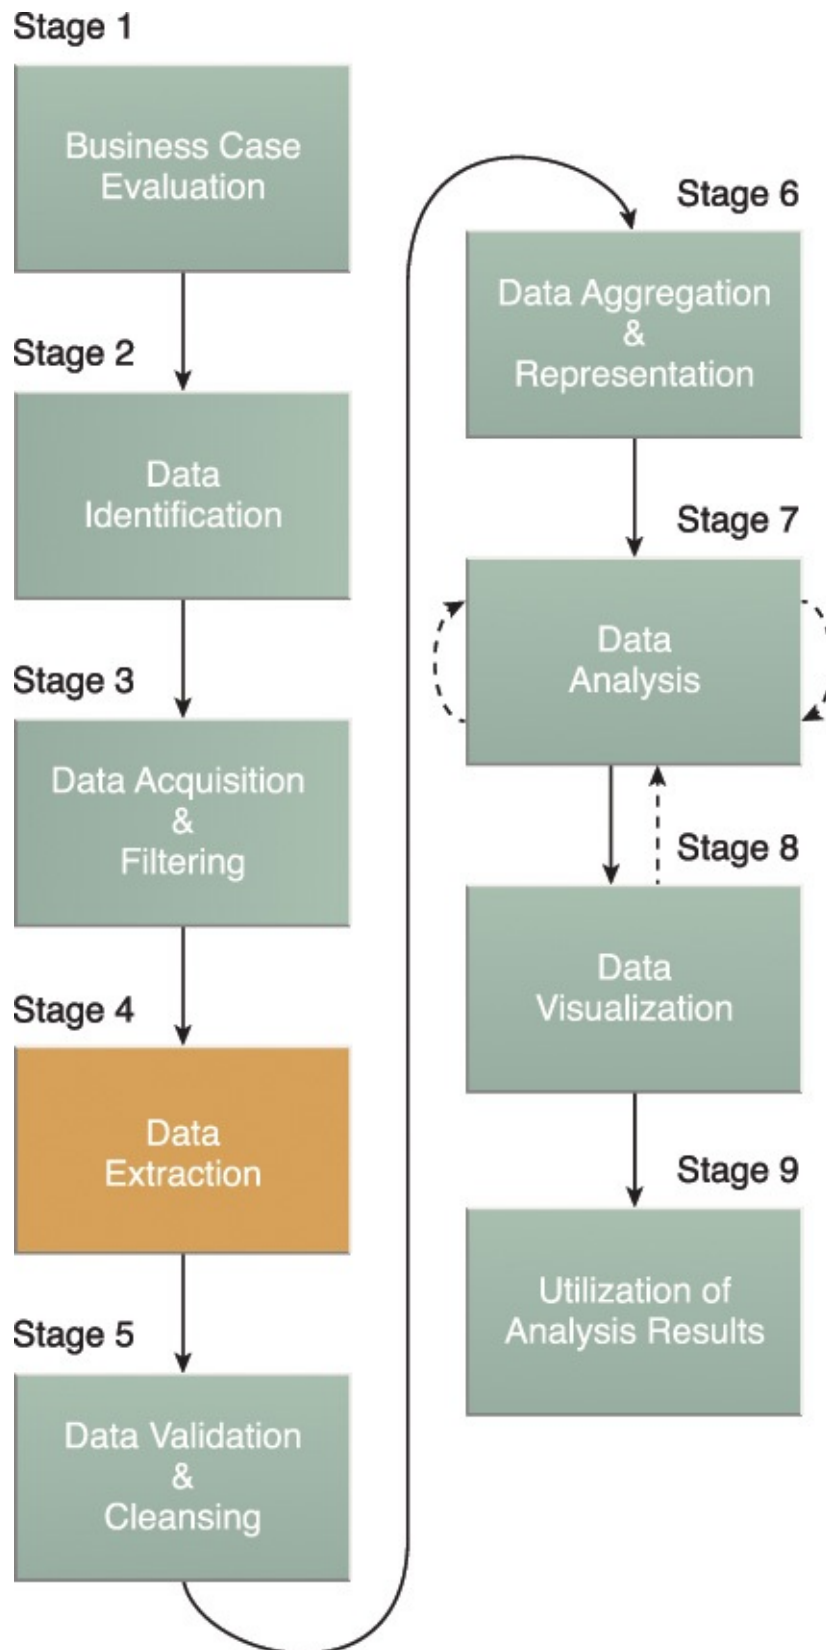 Stage 1
Business Case
Evaluation
Stage 2
Data
Identification
Stage 3
Data Acquisition
&
Filtering
Stage 4
Data
Extraction
Stage 5
Data Validation
&
Cleansing
Stage 6
Data Aggregation
&
Representation
Stage 7
Data
Analysis
Stage 8
Data
Visualization
Stage 9
Utilization of
Analysis Results